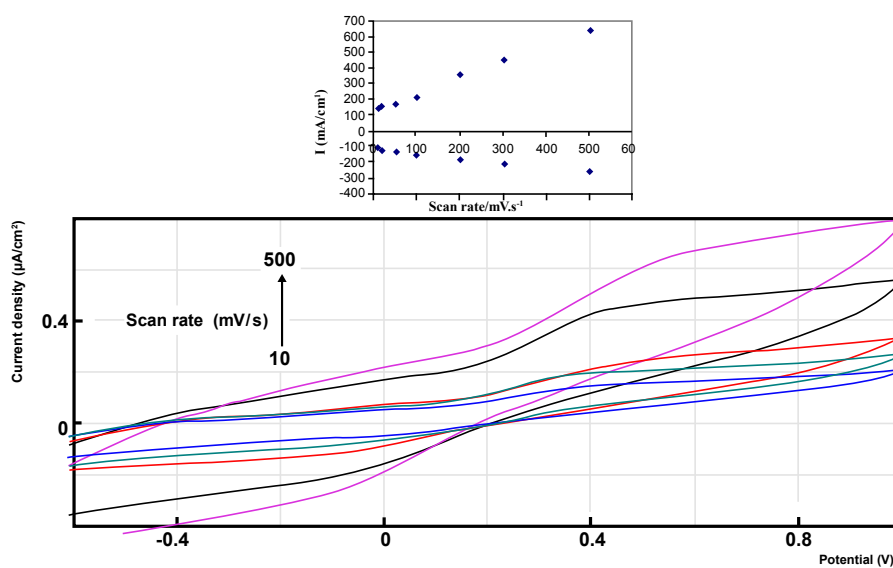 700
600
500
400
300
200
100
0
-100
-200
-300
-400
I (mA/cm¹)
0 100 200 300 400 500 60
Scan rate/mV.s⁻¹
Current density (µA/cm²)
0.4
0
500
Scan rate (mV/s)
10
-0.4 0 0.4 0.8
Potential (V)